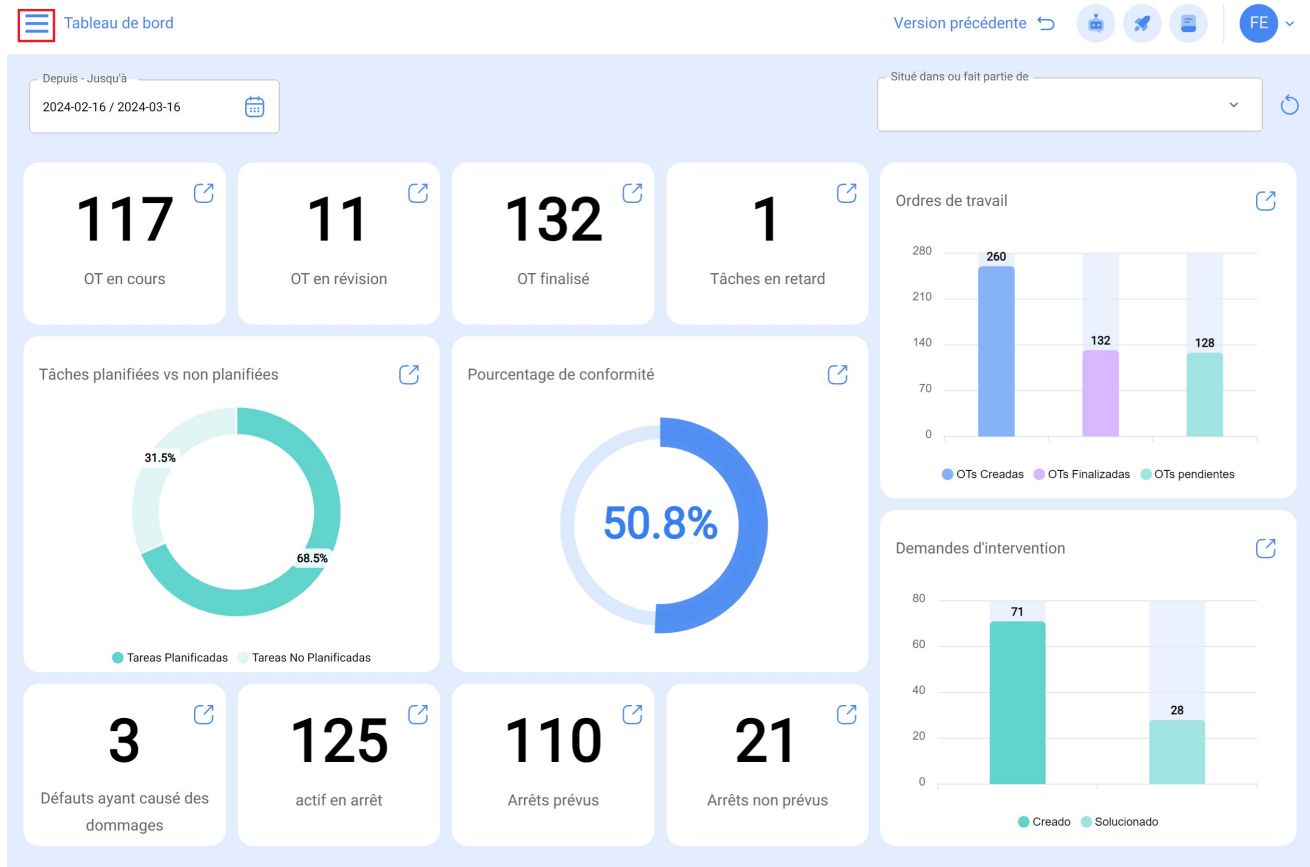 Tableau de bord
Version précédente
FE
Depuis - Jusqu'à
2024-02-16 / 2024-03-16
Situé dans ou fait partie de
117
OT en cours
11
OT en révision
132
OT finalisé
1
Tâches en retard
Ordres de travail
280
210
140
70
0
260
132
128
OTs Creadas
OTs Finalizadas
OTs pendientes
Tâches planifiées vs non planifiées
31.5%
68.5%
Tareas Planificadas
Tareas No Planificadas
Pourcentage de conformité
50.8%
Demandes d'intervention
80
60
40
20
0
71
28
Creado
Solucionado
3
Défauts ayant causé des
dommages
125
actif en arrêt
110
Arrêts prévus
21
Arrêts non prévus